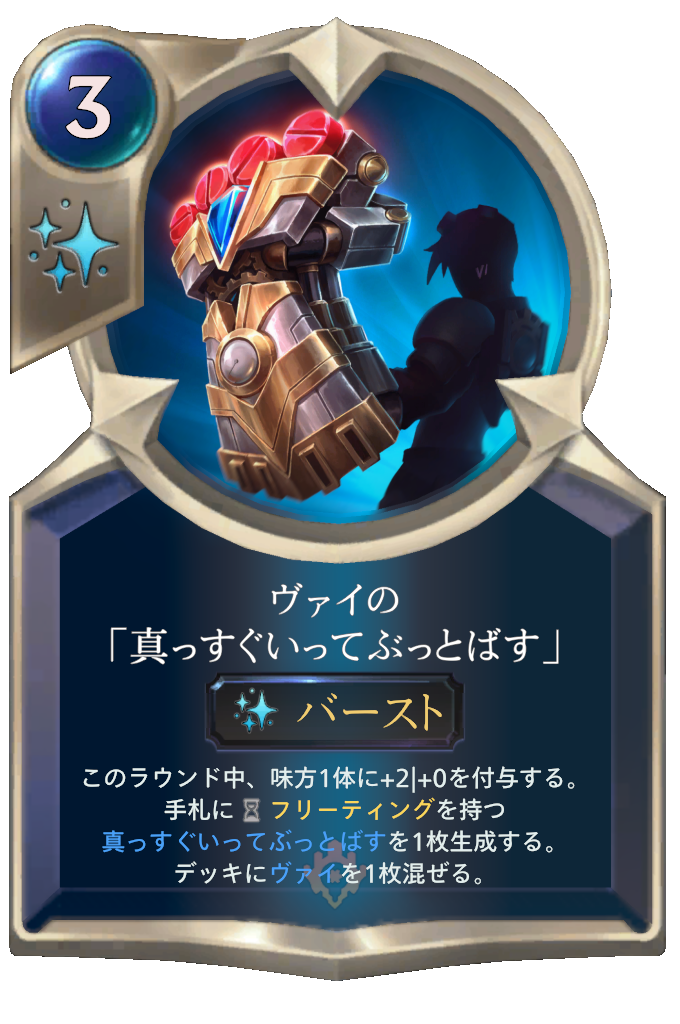 3
Vi
ヴァイの
「真っすぐいってぶっとばす」
バースト
このラウンド中、味方1体に+2|+0を付与する。
手札に フリーティングを持つ
真っすぐいってぶっとばすを1枚生成する。
デッキにヴァイを1枚混ぜる。